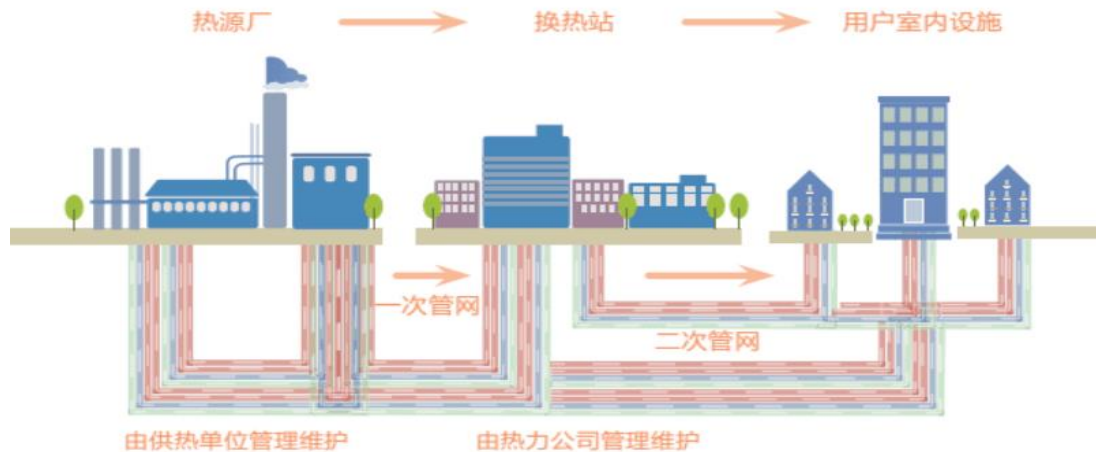 热源厂
换热站
用户室内设施
一次管网
二次管网
由供热单位管理维护
由热力公司管理维护